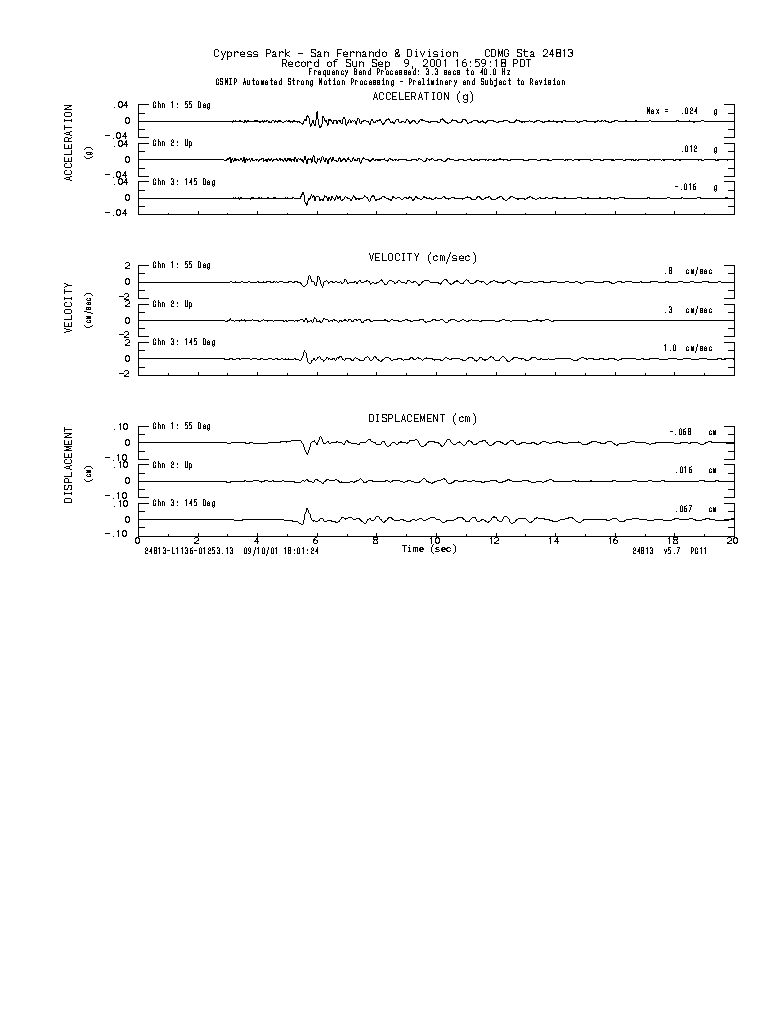 Cypress Park - San Fernando & Division CDMG Sta 24813
Record of Sun Sep 9, 2001 16:59:18 PDT
Frequency Band Processed: 3.3 secs to 40.0 Hz
CSMIP Automated Strong Motion Processing - Preliminary and Subject to Revision
ACCELERATION (g)
ACCELERATION
(g)
.04
0
-.04
Chn 1: 55 Deg
Max = .024 g
.04
0
-.04
Chn 2: Up
.012 g
.04
0
-.04
Chn 3: 145 Deg
-.016 g
VELOCITY (cm/sec)
VELOCITY
(cm/sec)
2
0
-2
Chn 1: 55 Deg
.8 cm/sec
2
0
-2
Chn 2: Up
.3 cm/sec
2
0
-2
Chn 3: 145 Deg
1.0 cm/sec
DISPLACEMENT (cm)
DISPLACEMENT
(cm)
.10
0
-.10
Chn 1: 55 Deg
-.068 cm
.10
0
-.10
Chn 2: Up
.016 cm
.10
0
-.10
Chn 3: 145 Deg
.067 cm
0 2 4 6 8 10 12 14 16 18 20
Time (sec)
24813-L1136-01253.13 09/10/01 18:01:24
24813 v5.7 PC11